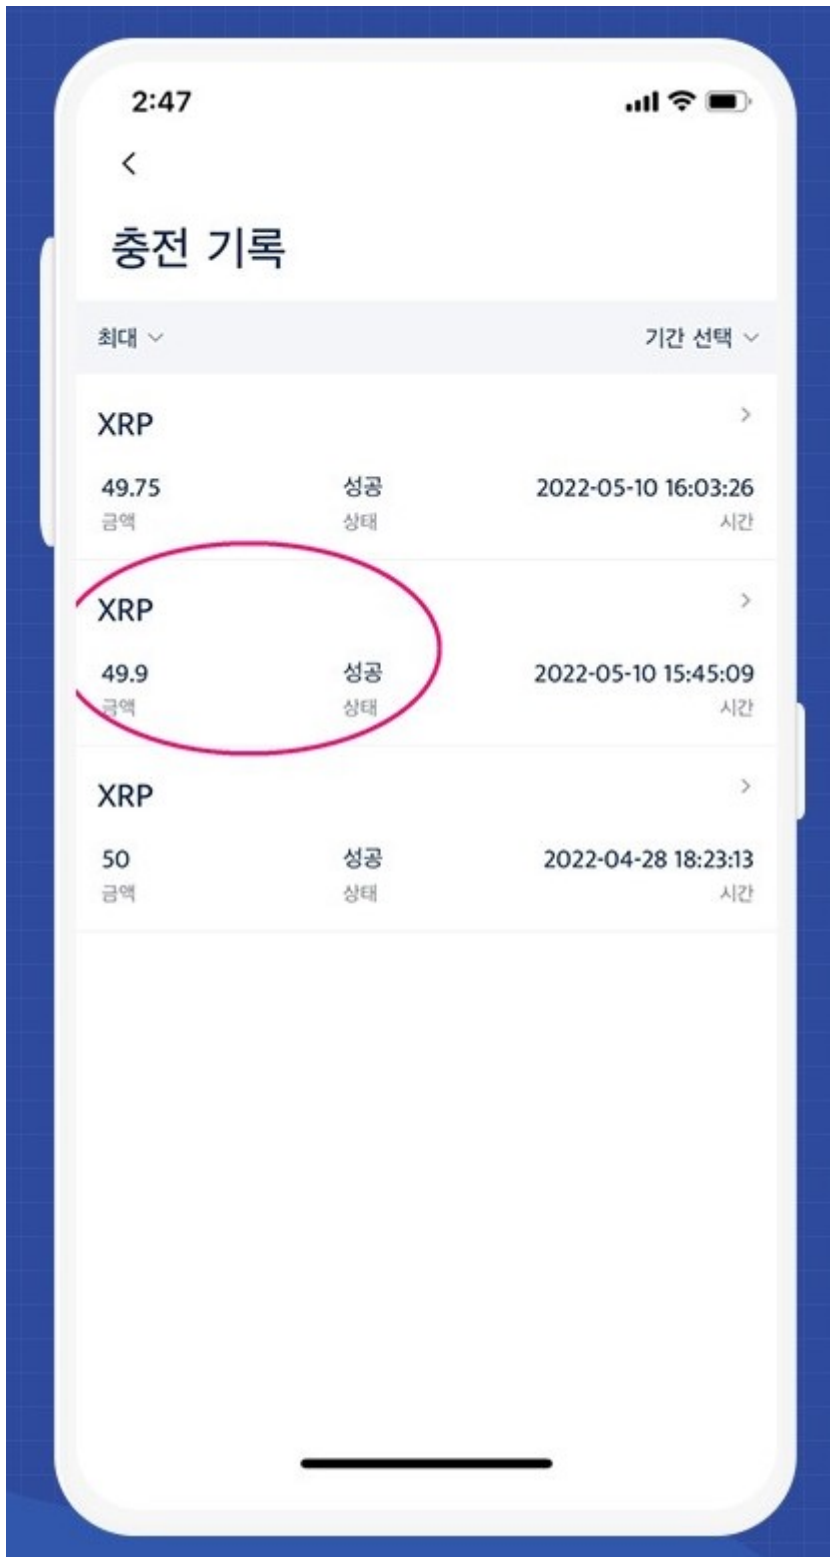 2:47
충전 기록
최대 기간 선택
XRP
49.75 성공 2022-05-10 16:03:26
금액 상태 시간
XRP
49.9 성공 2022-05-10 15:45:09
금액 상태 시간
XRP
50 성공 2022-04-28 18:23:13
금액 상태 시간